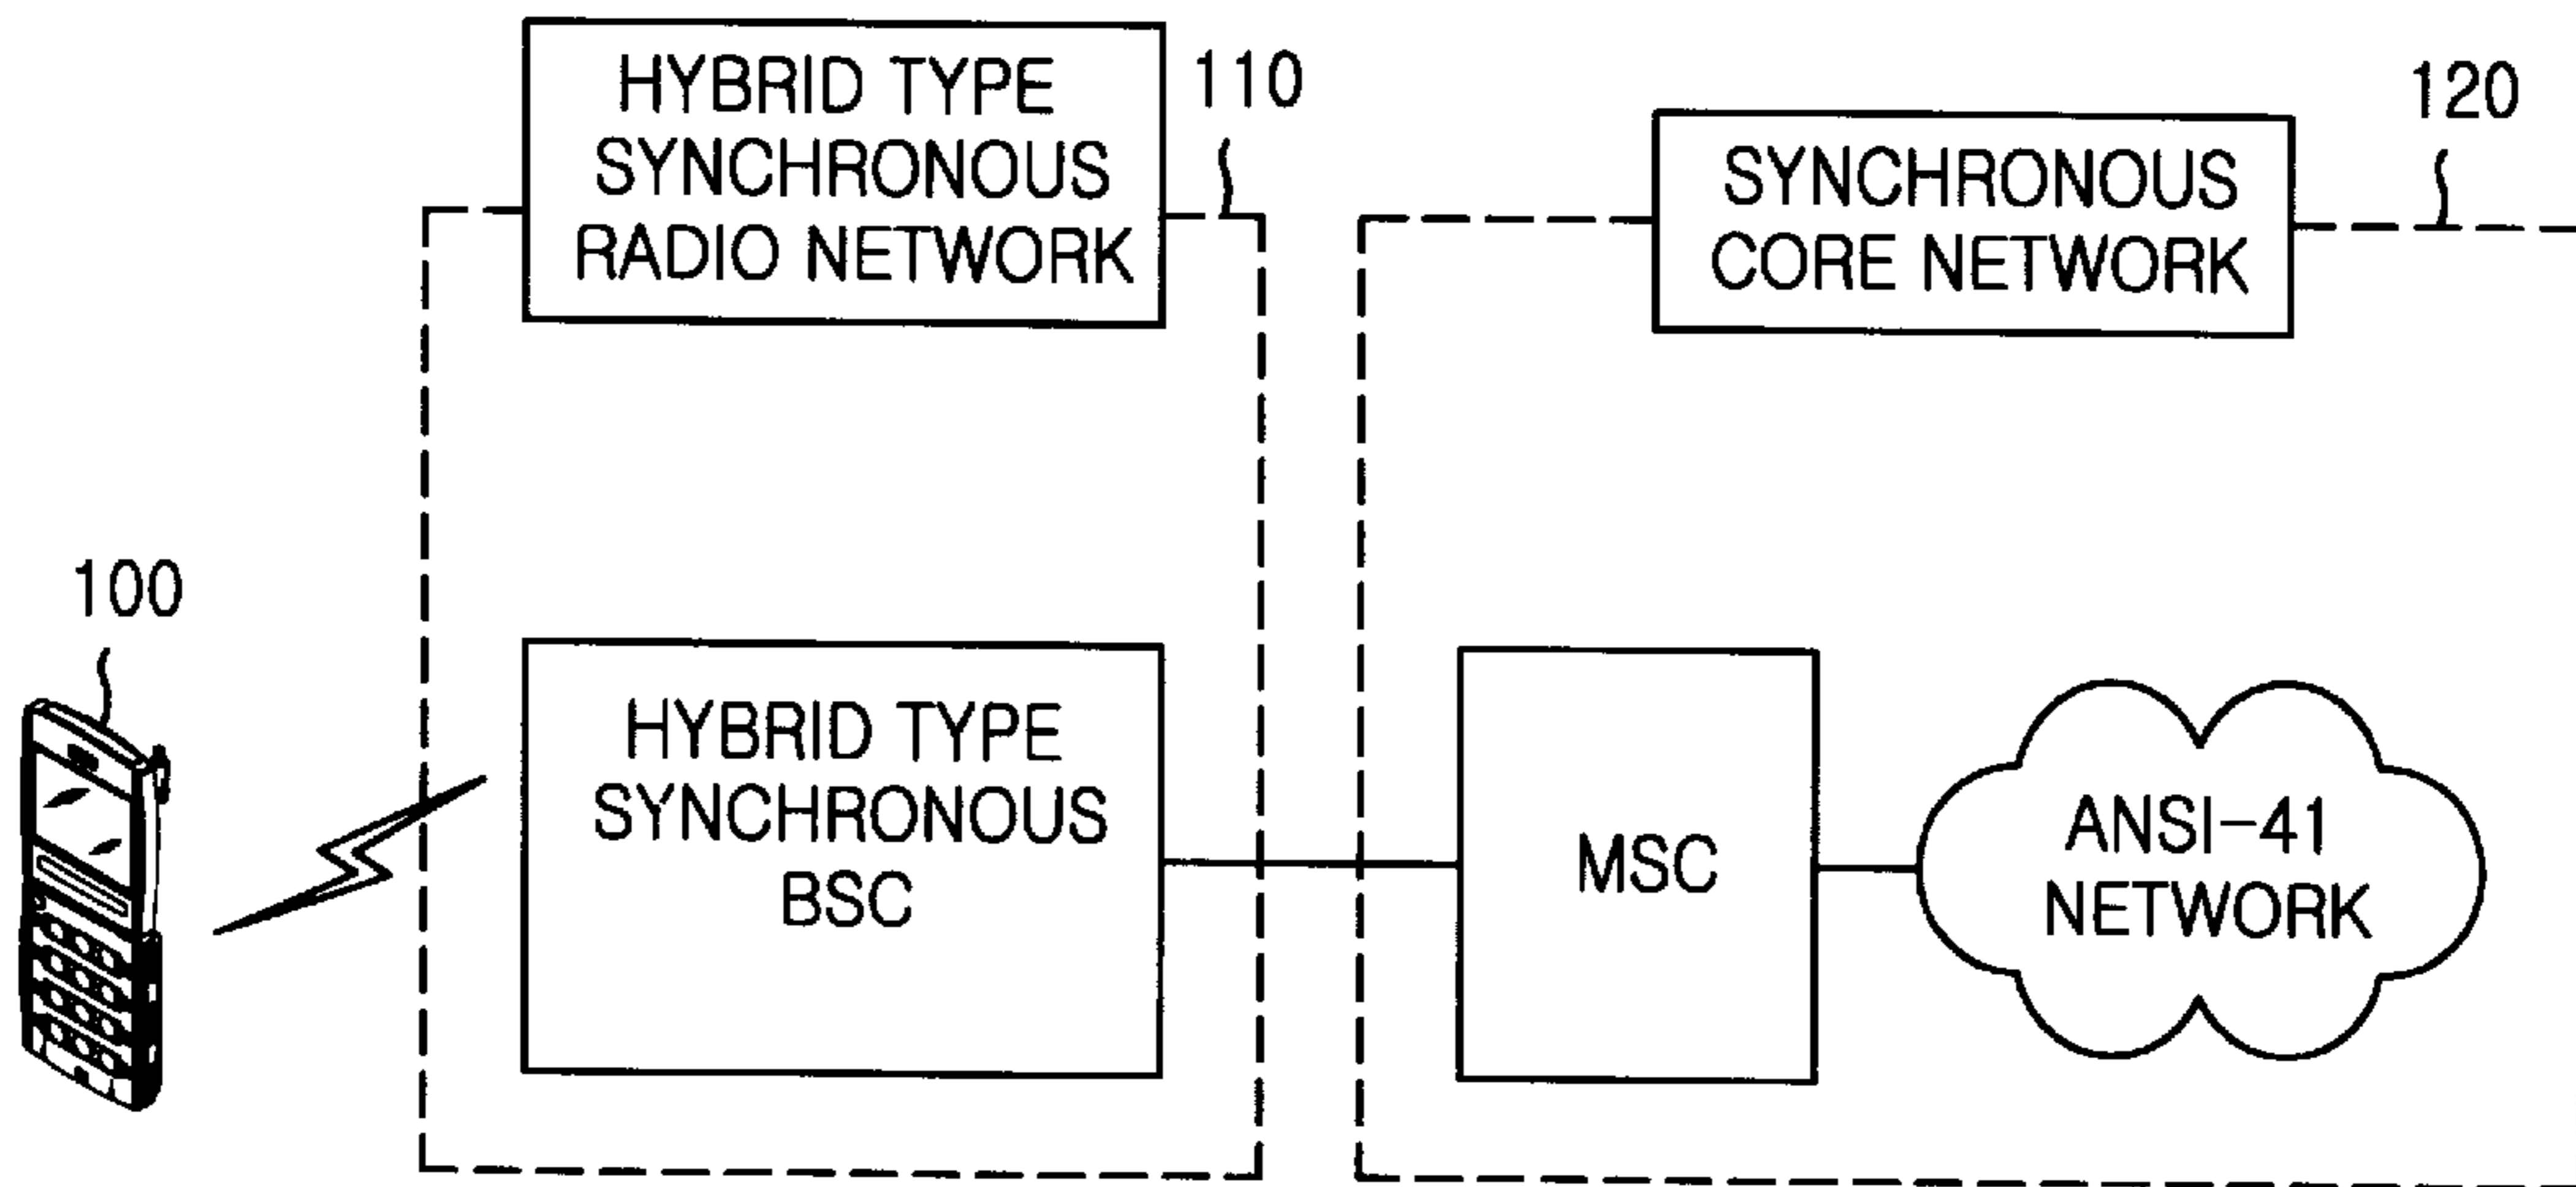 HYBRID TYPE
SYNCHRONOUS
RADIO NETWORK
110
SYNCHRONOUS
CORE NETWORK
120
100
HYBRID TYPE
SYNCHRONOUS
BSC
MSC
ANSI-41
NETWORK